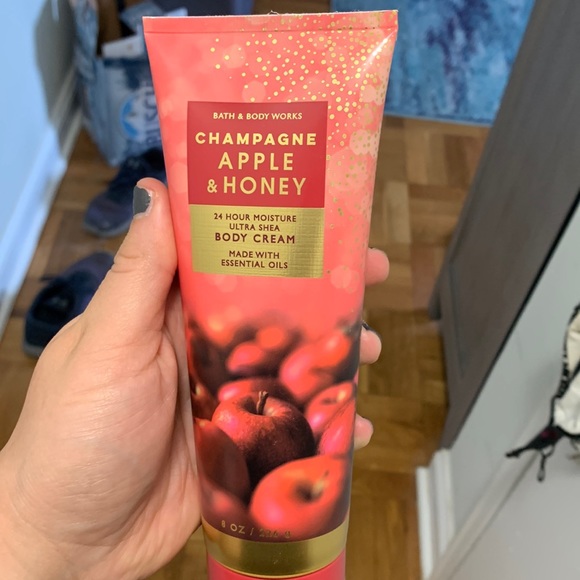 BATH & BODY WORKS
CHAMPAGNE
APPLE
& HONEY
24 HOUR MOISTURE
ULTRA SHEA
BODY CREAM
MADE WITH
ESSENTIAL OILS
8 OZ /